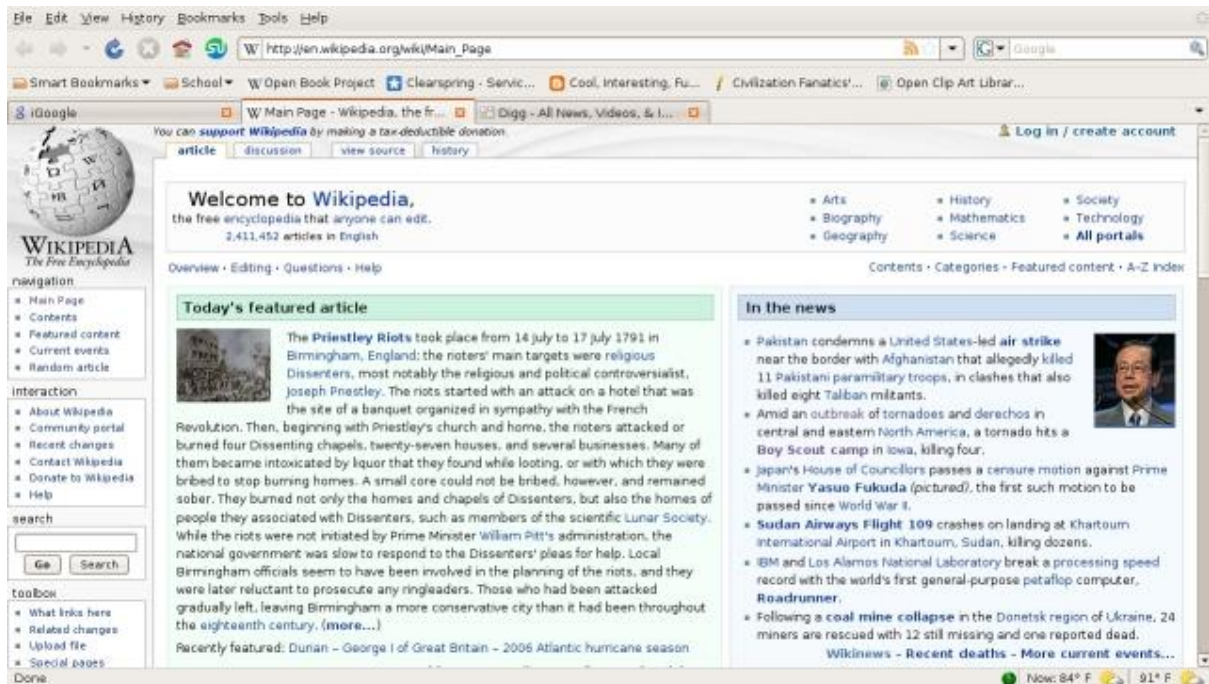 File Edit View History Bookmarks Tools Help
http://en.wikipedia.org/wiki/Main_Page
Google
Smart Bookmarks School Open Book Project Clearspring - Servic... Cool, Interesting, Fu... Civilization Fanatics'... Open Clip Art Librar...
iGoogle
Main Page - Wikipedia, the fr...
Digg - All News, Videos, & I...
You can support Wikipedia by making a tax-deductible donation.
Log in / create account
article discussion view source history
WIKIPEDIA
The Free Encyclopedia
navigation
Main Page
Contents
Featured content
Current events
Random article
interaction
About Wikipedia
Community portal
Recent changes
Contact Wikipedia
Donate to Wikipedia
Help
search
Go Search
toolbox
What links here
Related changes
Upload file
Special pages
Welcome to Wikipedia,
the free encyclopedia that anyone can edit.
2,411,452 articles in English
Arts
Biography
Geography
History
Mathematics
Science
Society
Technology
All portals
Overview · Editing · Questions · Help
Contents · Categories · Featured content · A–Z index
Today's featured article
The Priestley Riots took place from 14 July to 17 July 1791 in
Birmingham, England; the rioters' main targets were religious
Dissenters, most notably the religious and political controversialist,
Joseph Priestley. The riots started with an attack on a hotel that was
the site of a banquet organized in sympathy with the French
Revolution. Then, beginning with Priestley's church and home, the rioters attacked or
burned four Dissenting chapels, twenty-seven houses, and several businesses. Many of
them became intoxicated by liquor that they found while looting, or with which they were
bribed to stop burning homes. A small core could not be bribed, however, and remained
sober. They burned not only the homes and chapels of Dissenters, but also the homes of
people they associated with Dissenters, such as members of the scientific Lunar Society.
While the riots were not initiated by Prime Minister William Pitt's administration, the
national government was slow to respond to the Dissenters' pleas for help. Local
Birmingham officials seem to have been involved in the planning of the riots, and they
were later reluctant to prosecute any ringleaders. Those who had been attacked
gradually left, leaving Birmingham a more conservative city than it had been throughout
the eighteenth century. (more...)
Recently featured: Durian – George I of Great Britain – 2006 Atlantic hurricane season
In the news
Pakistan condemns a United States-led air strike
near the border with Afghanistan that allegedly killed
11 Pakistani paramilitary troops, in clashes that also
killed eight Taliban militants.
Amid an outbreak of tornadoes and derechos in
central and eastern North America, a tornado hits a
Boy Scout camp in Iowa, killing four.
Japan's House of Councillors passes a censure motion against Prime
Minister Yasuo Fukuda (pictured), the first such motion to be
passed since World War II.
Sudan Airways Flight 109 crashes on landing at Khartoum
International Airport in Khartoum, Sudan, killing dozens.
IBM and Los Alamos National Laboratory break a processing speed
record with the world's first general-purpose petaflop computer,
Roadrunner.
Following a coal mine collapse in the Donetsk region of Ukraine, 24
miners are rescued with 12 still missing and one reported dead.
Wikinews – Recent deaths – More current events...
Done
Now: 84° F 91° F